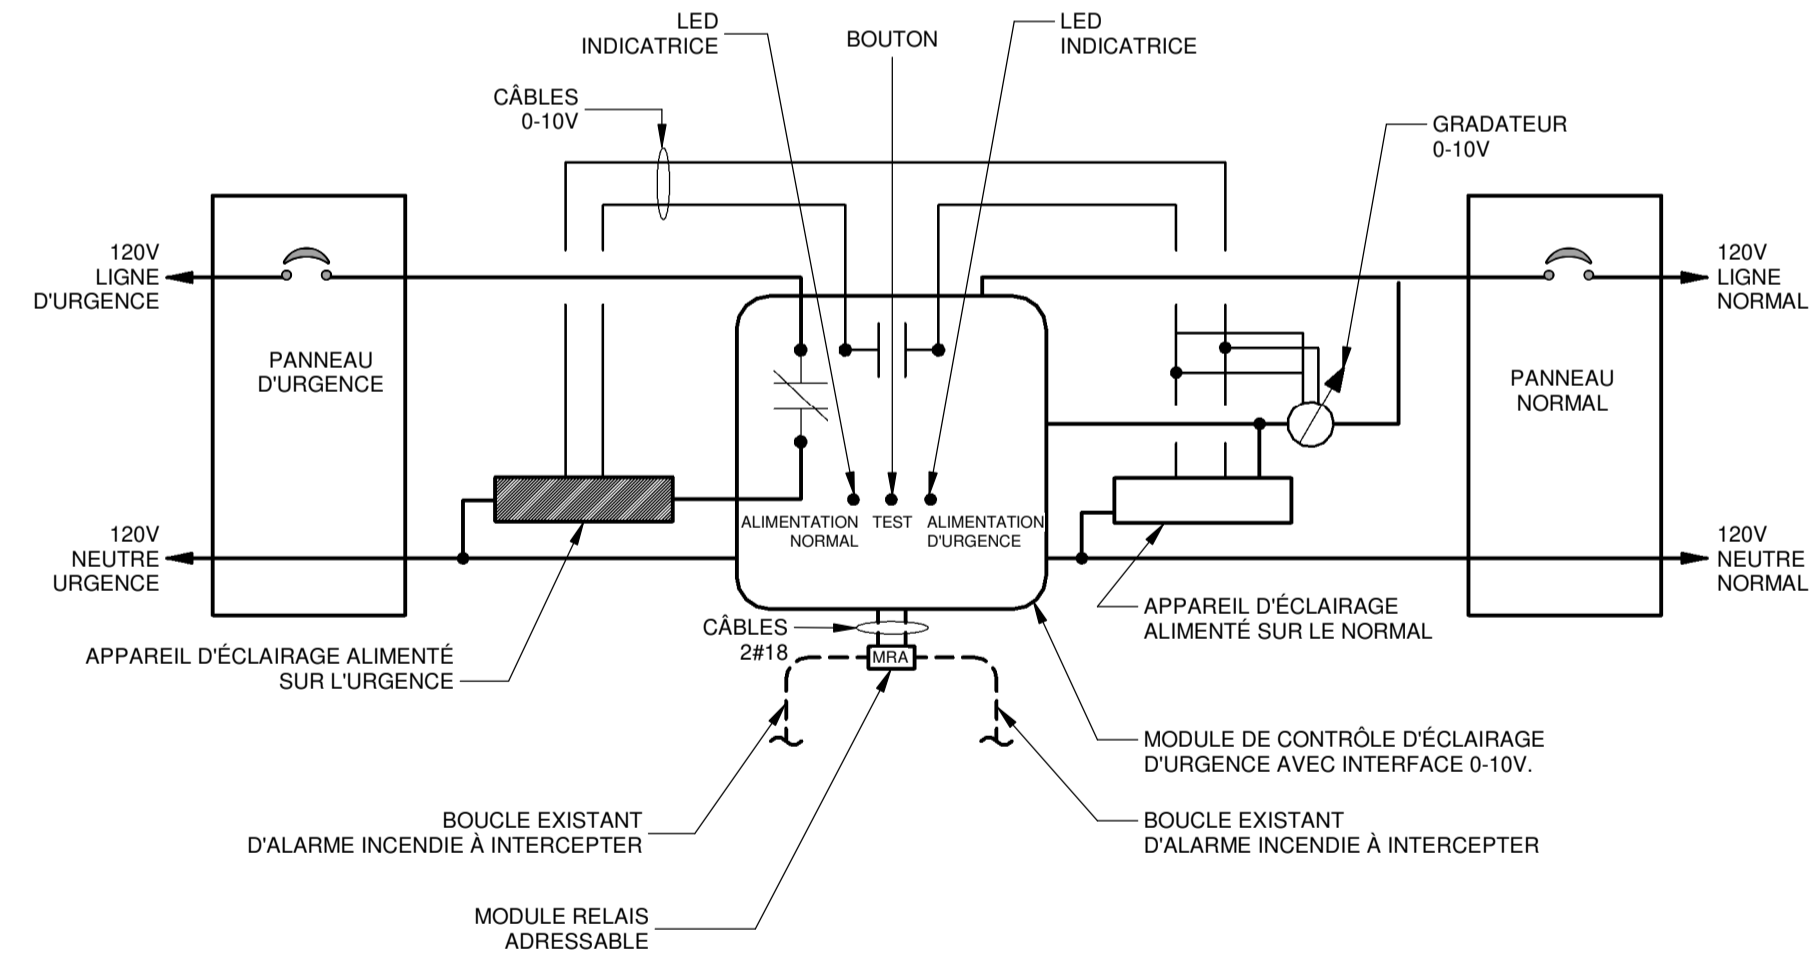 LED
INDICATRICE
BOUTON
LED
INDICATRICE
CÂBLES
0-10V
GRADATEUR
0-10V
120V
LIGNE
D'URGENCE
PANNEAU
D'URGENCE
120V
LIGNE
NORMAL
PANNEAU
NORMAL
ALIMENTATION
NORMAL
TEST
ALIMENTATION
D'URGENCE
120V
NEUTRE
URGENCE
120V
NEUTRE
NORMAL
APPAREIL D'ÉCLAIRAGE ALIMENTÉ
SUR L'URGENCE
CÂBLES
2#18
MRA
APPAREIL D'ÉCLAIRAGE
ALIMENTÉ SUR LE NORMAL
MODULE DE CONTRÔLE D'ÉCLAIRAGE
D'URGENCE AVEC INTERFACE 0-10V.
BOUCLE EXISTANT
D'ALARME INCENDIE À INTERCEPTER
BOUCLE EXISTANT
D'ALARME INCENDIE À INTERCEPTER
MODULE RELAIS
ADRESSABLE